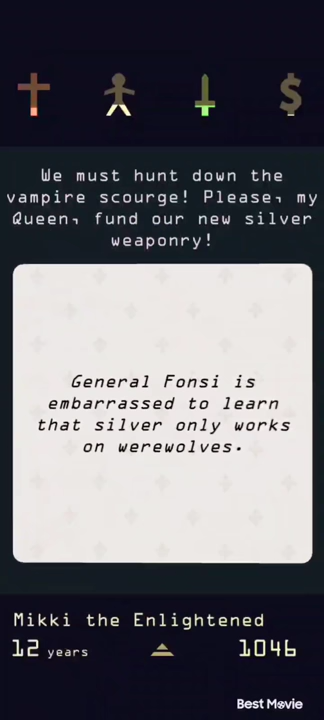 $
We must hunt down the
vampire scourge! Please, my
Queen, fund our new silver
weaponry!
General Fonsi is
embarrassed to learn
that silver only works
on werewolves.
Mikki the Enlightened
12 years
1046
Best Movie